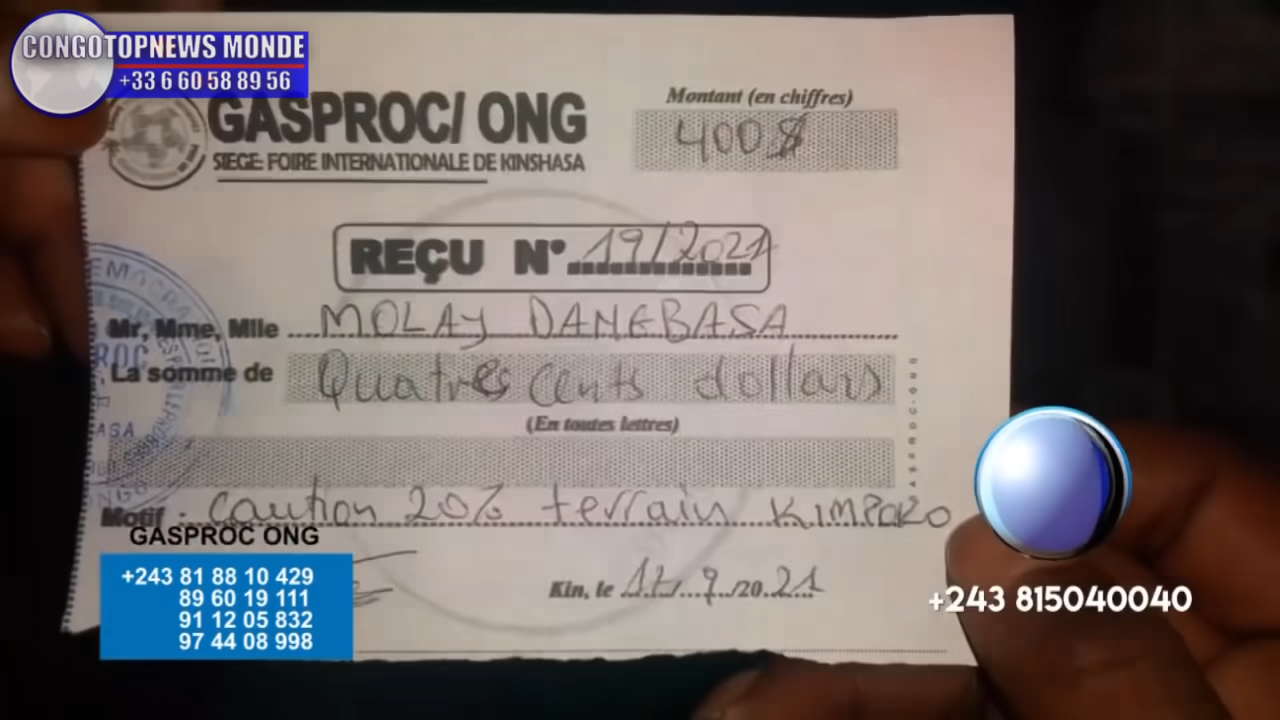 CONGOTOPNEWS MONDE
+33 6 60 58 89 56
GASPROC/ ONG
SIEGE: FOIRE INTERNATIONALE DE KINSHASA
Montant (en chiffres)
400$
REÇU N° 19/2021
Mr, Mme, Mlle MOLAY DANEBASA
La somme de Quatres cents dollars
(En toutes lettres)
Motif : caution 20% terrain KIMPOKO
Kin, le 17. 9. 2021
GASPROC ONG
+243 81 88 10 429
89 60 19 111
91 12 05 832
97 44 08 998
+243 815040040